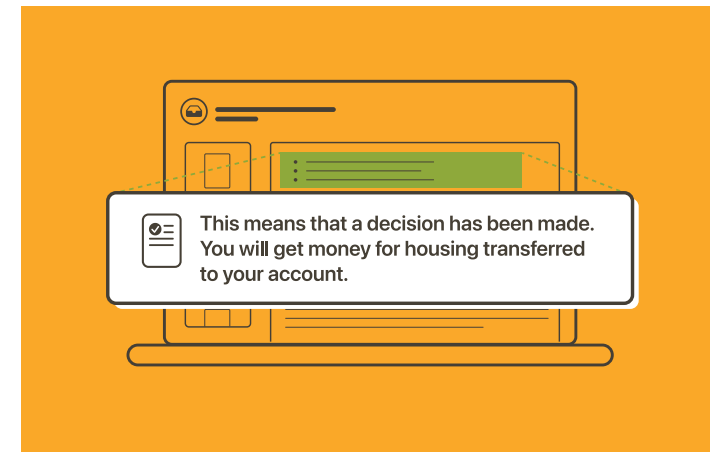 This means that a decision has been made.
You will get money for housing transferred
to your account.